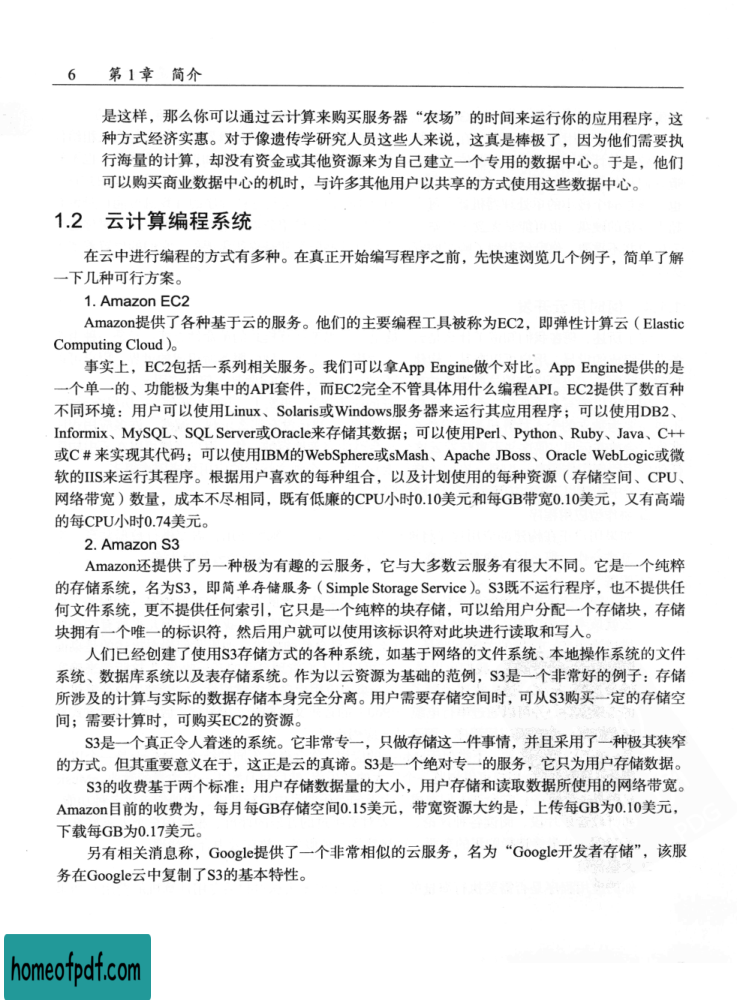 6 第1章 简介
是这样，那么你可以通过云计算来购买服务器“农场”的时间来运行你的应用程序，这
种方式经济实惠。对于像遗传学研究人员这些人来说，这真是棒极了，因为他们需要执
行海量的计算，却没有资金或其他资源来为自己建立一个专用的数据中心。于是，他们
可以购买商业数据中心的机时，与许多其他用户以共享的方式使用这些数据中心。
1.2 云计算编程系统
在云中进行编程的方式有多种。在真正开始编写程序之前，先快速浏览几个例子，简单了解
一下几种可行方案。
1. Amazon EC2
Amazon提供了各种基于云的服务。他们的主要编程工具被称为EC2，即弹性计算云（Elastic
Computing Cloud）。
事实上，EC2包括一系列相关服务。我们可以拿App Engine做个对比。App Engine提供的是
一个单一的、功能极为集中的API套件，而EC2完全不管具体用什么编程API。EC2提供了数百种
不同环境：用户可以使用Linux、Solaris或Windows服务器来运行其应用程序；可以使用DB2、
Informix、MySQL、SQL Server或Oracle来存储其数据；可以使用Perl、Python、Ruby、Java、C++
或C＃来实现其代码；可以使用IBM的WebSphere或sMash、Apache JBoss、Oracle WebLogic或微
软的IIS来运行其程序。根据用户喜欢的每种组合，以及计划使用的每种资源（存储空间、CPU、
网络带宽）数量，成本不尽相同，既有低廉的CPU小时0.10美元和每GB带宽0.10美元，又有高端
的每CPU小时0.74美元。
2. Amazon S3
Amazon还提供了另一种极为有趣的云服务，它与大多数云服务有很大不同。它是一个纯粹
的存储系统，名为S3，即简单存储服务（Simple Storage Service）。S3既不运行程序，也不提供任
何文件系统，更不提供任何索引，它只是一个纯粹的块存储，可以给用户分配一个存储块，存储
块拥有一个唯一的标识符，然后用户就可以使用该标识符对此块进行读取和写入。
人们已经创建了使用S3存储方式的各种系统，如基于网络的文件系统、本地操作系统的文件
系统、数据库系统以及表存储系统。作为以云资源为基础的范例，S3是一个非常好的例子：存储
所涉及的计算与实际的数据存储本身完全分离。用户需要存储空间时，可从S3购买一定的存储空
间；需要计算时，可购买EC2的资源。
S3是一个真正令人着迷的系统。它非常专一，只做存储这一件事情，并且采用了一种极其狭窄
的方式。但其重要意义在于，这正是云的真谛。S3是一个绝对专一的服务，它只为用户存储数据。
S3的收费基于两个标准：用户存储数据量的大小，用户存储和读取数据所使用的网络带宽。
Amazon目前的收费为，每月每GB存储空间0.15美元，带宽资源大约是，上传每GB为0.10美元，
下载每GB为0.17美元。
另有相关消息称，Google提供了一个非常相似的云服务，名为“Google开发者存储”，该服
务在Google云中复制了S3的基本特性。
homeofpdf.com